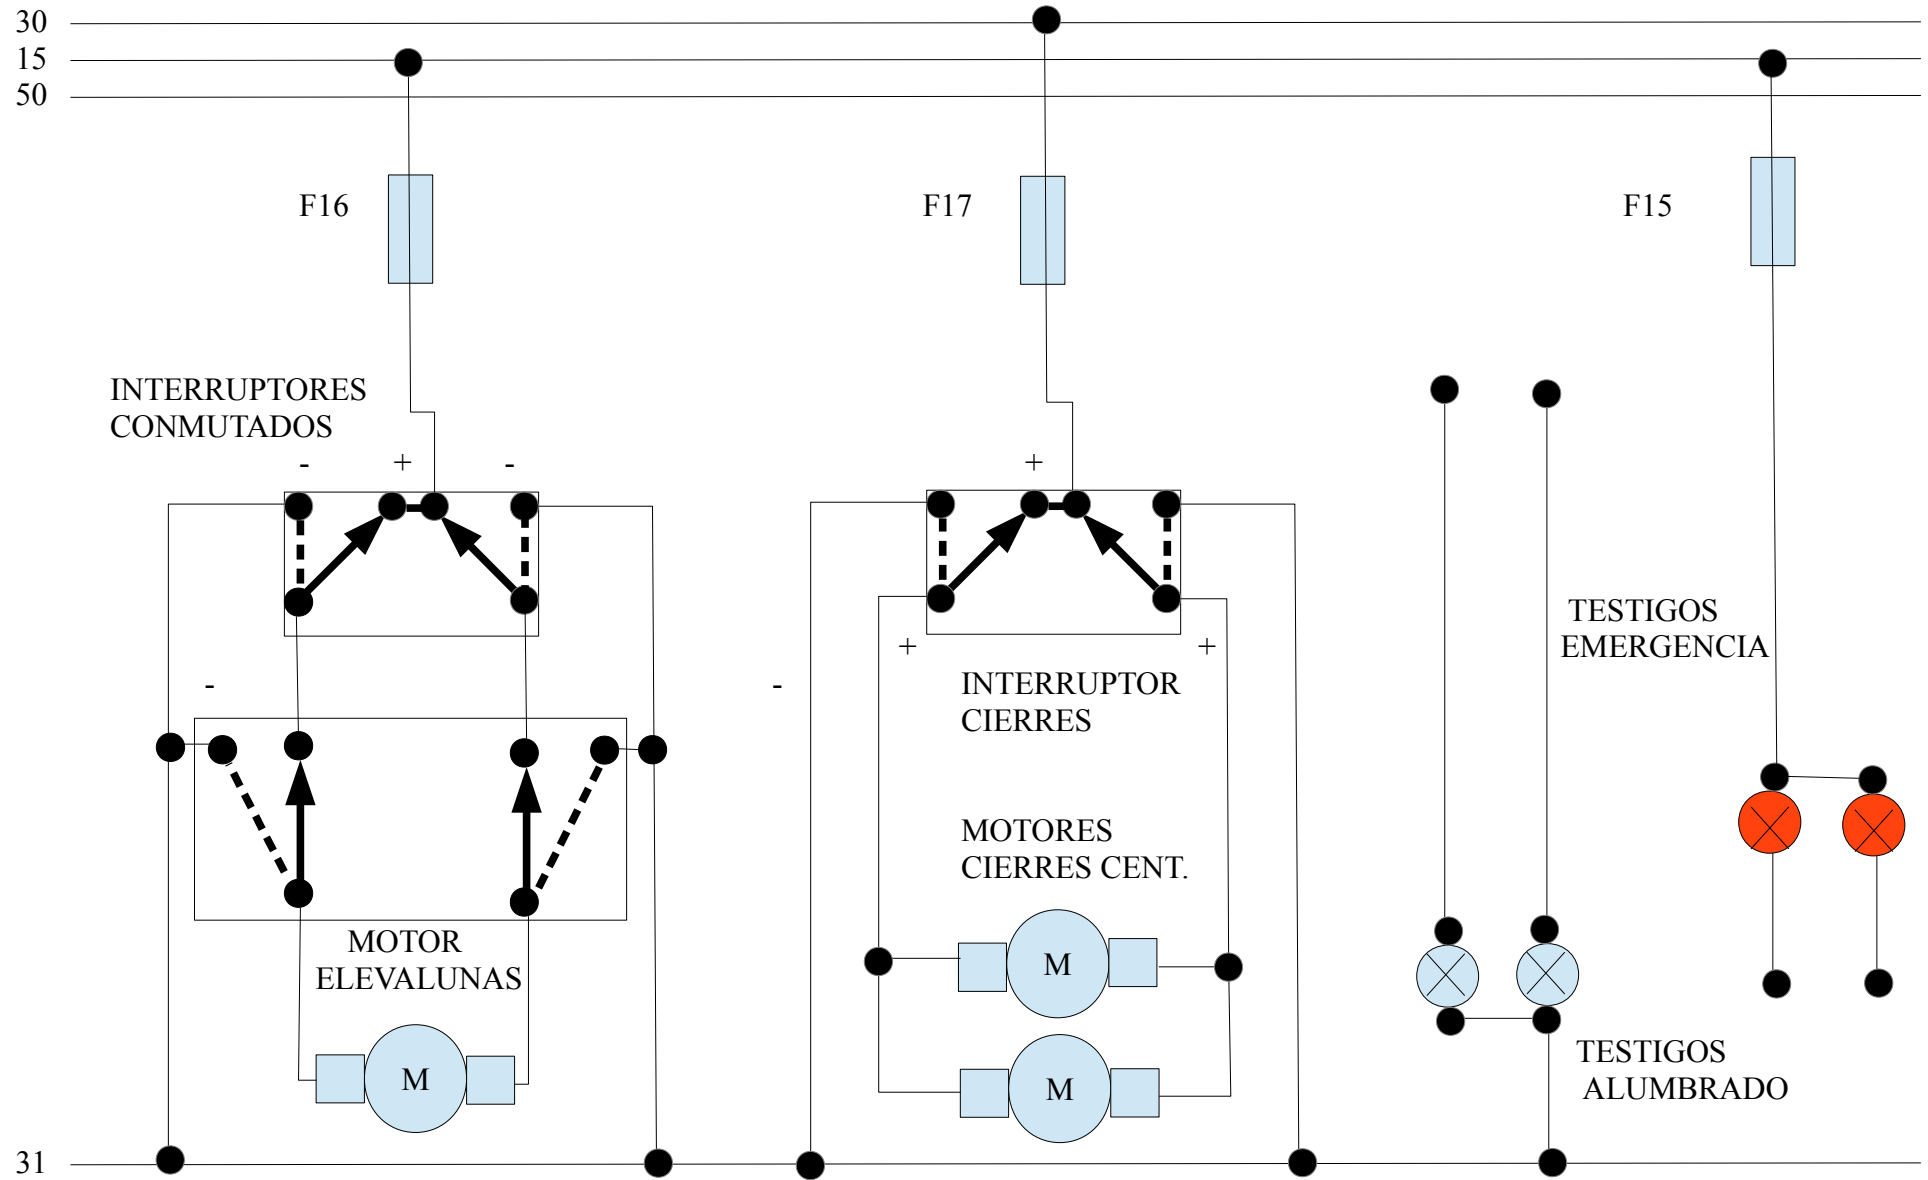 30
15
50
F16
F17
F15
INTERRUPTORES
CONMUTADOS
- + -
+
TESTIGOS
EMERGENCIA
+ +
-
-
INTERRUPTOR
CIERRES
MOTORES
CIERRES CENT.
MOTOR
ELEVALUNAS
M
M
M
TESTIGOS
ALUMBRADO
31